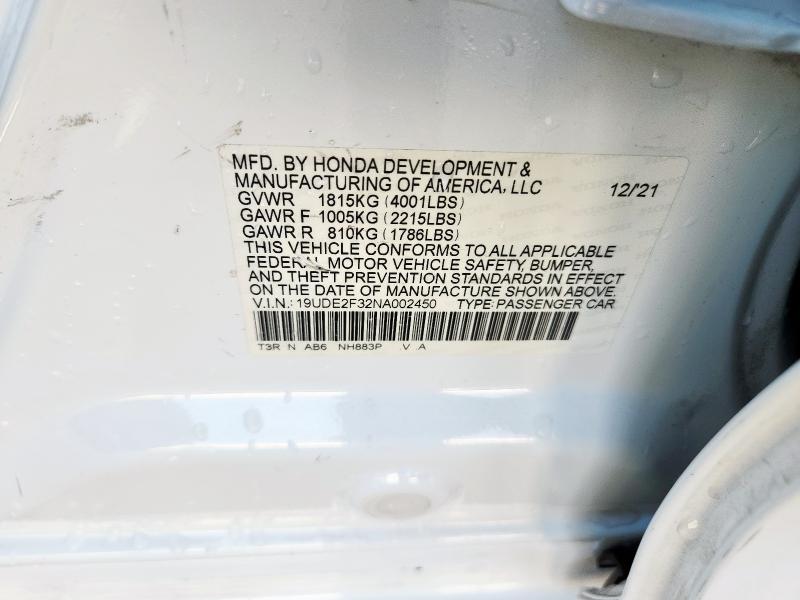 MFD. BY HONDA DEVELOPMENT &
MANUFACTURING OF AMERICA, LLC 12/21
GVWR 1815KG (4001LBS)
GAWR F 1005KG (2215LBS)
GAWR R 810KG (1786LBS)
THIS VEHICLE CONFORMS TO ALL APPLICABLE
FEDERAL MOTOR VEHICLE SAFETY, BUMPER,
AND THEFT PREVENTION STANDARDS IN EFFECT
ON THE DATE OF MANUFACTURE SHOWN ABOVE.
V.I.N.: 19UDE2F32NA002450 TYPE: PASSENGER CAR
T3R N AB6 NH883P V A